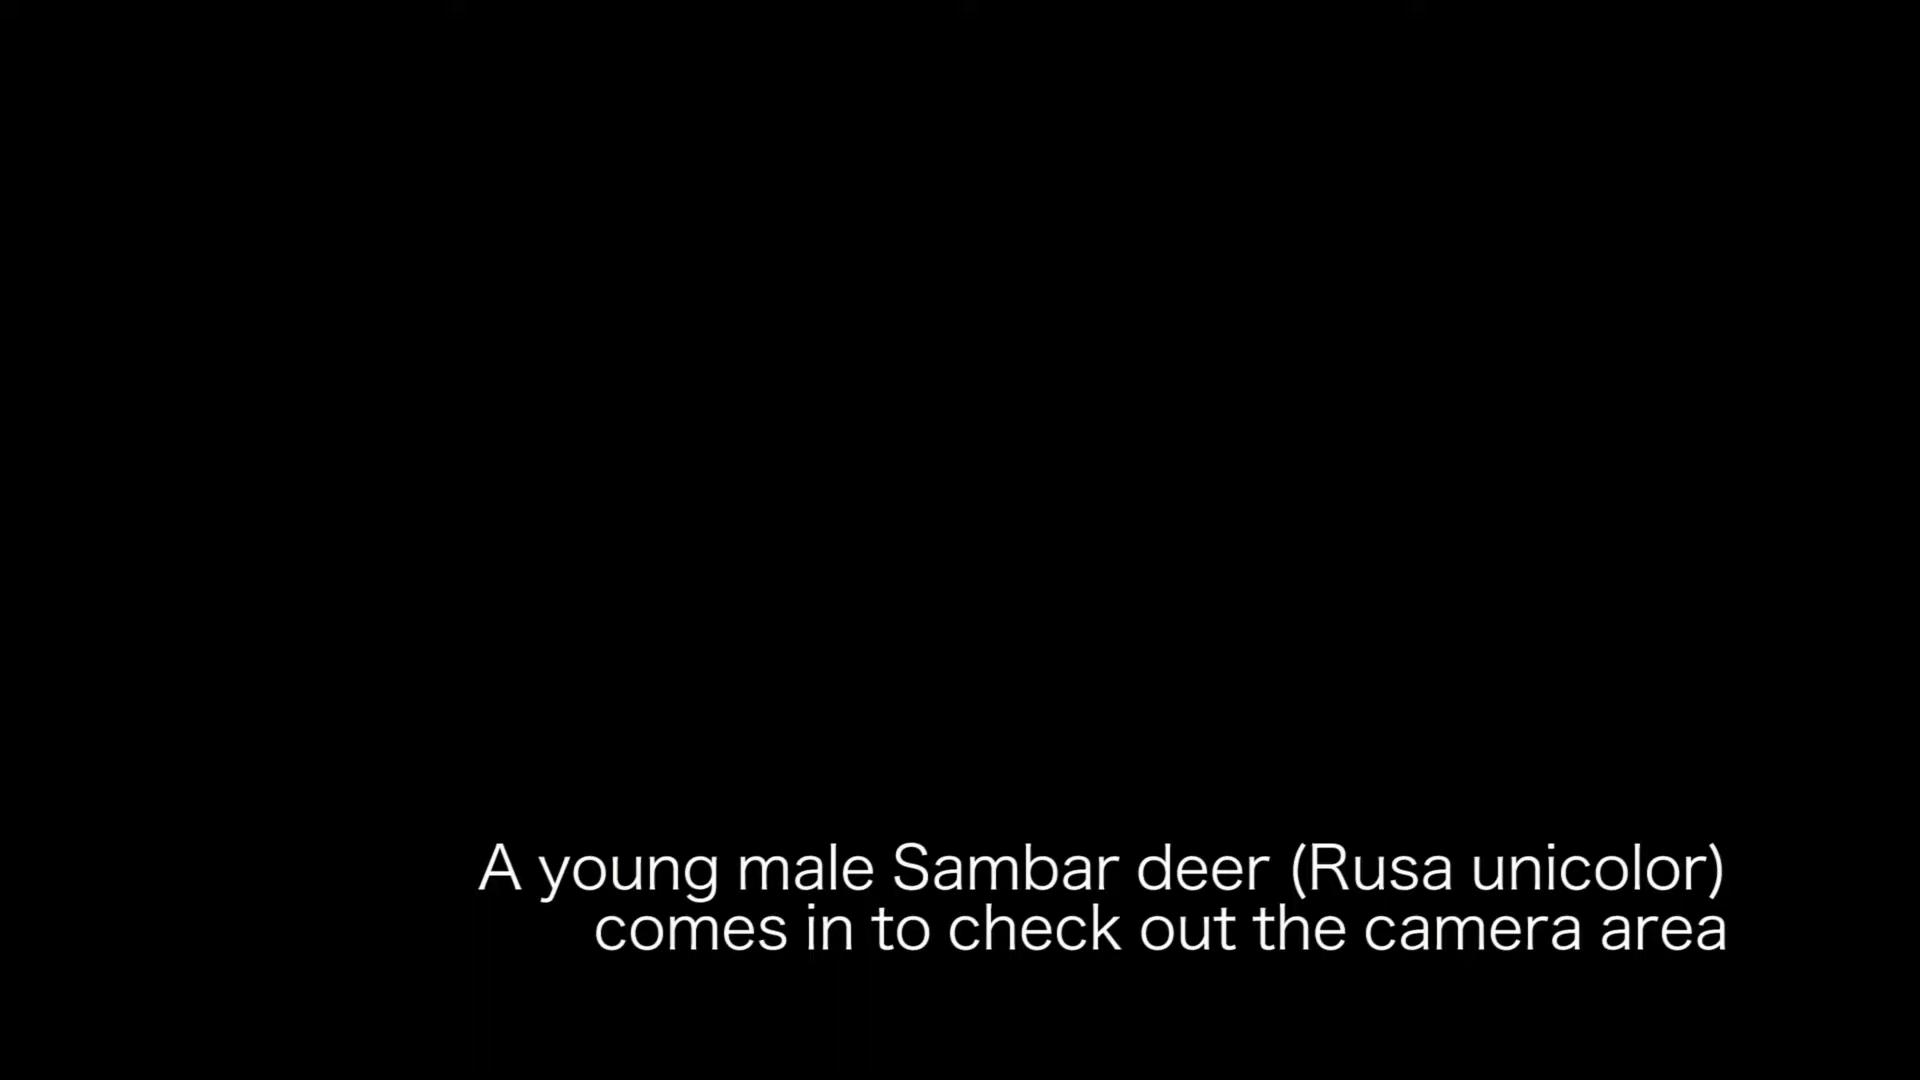 A young male Sambar deer (Rusa unicolor)
comes in to check out the camera area